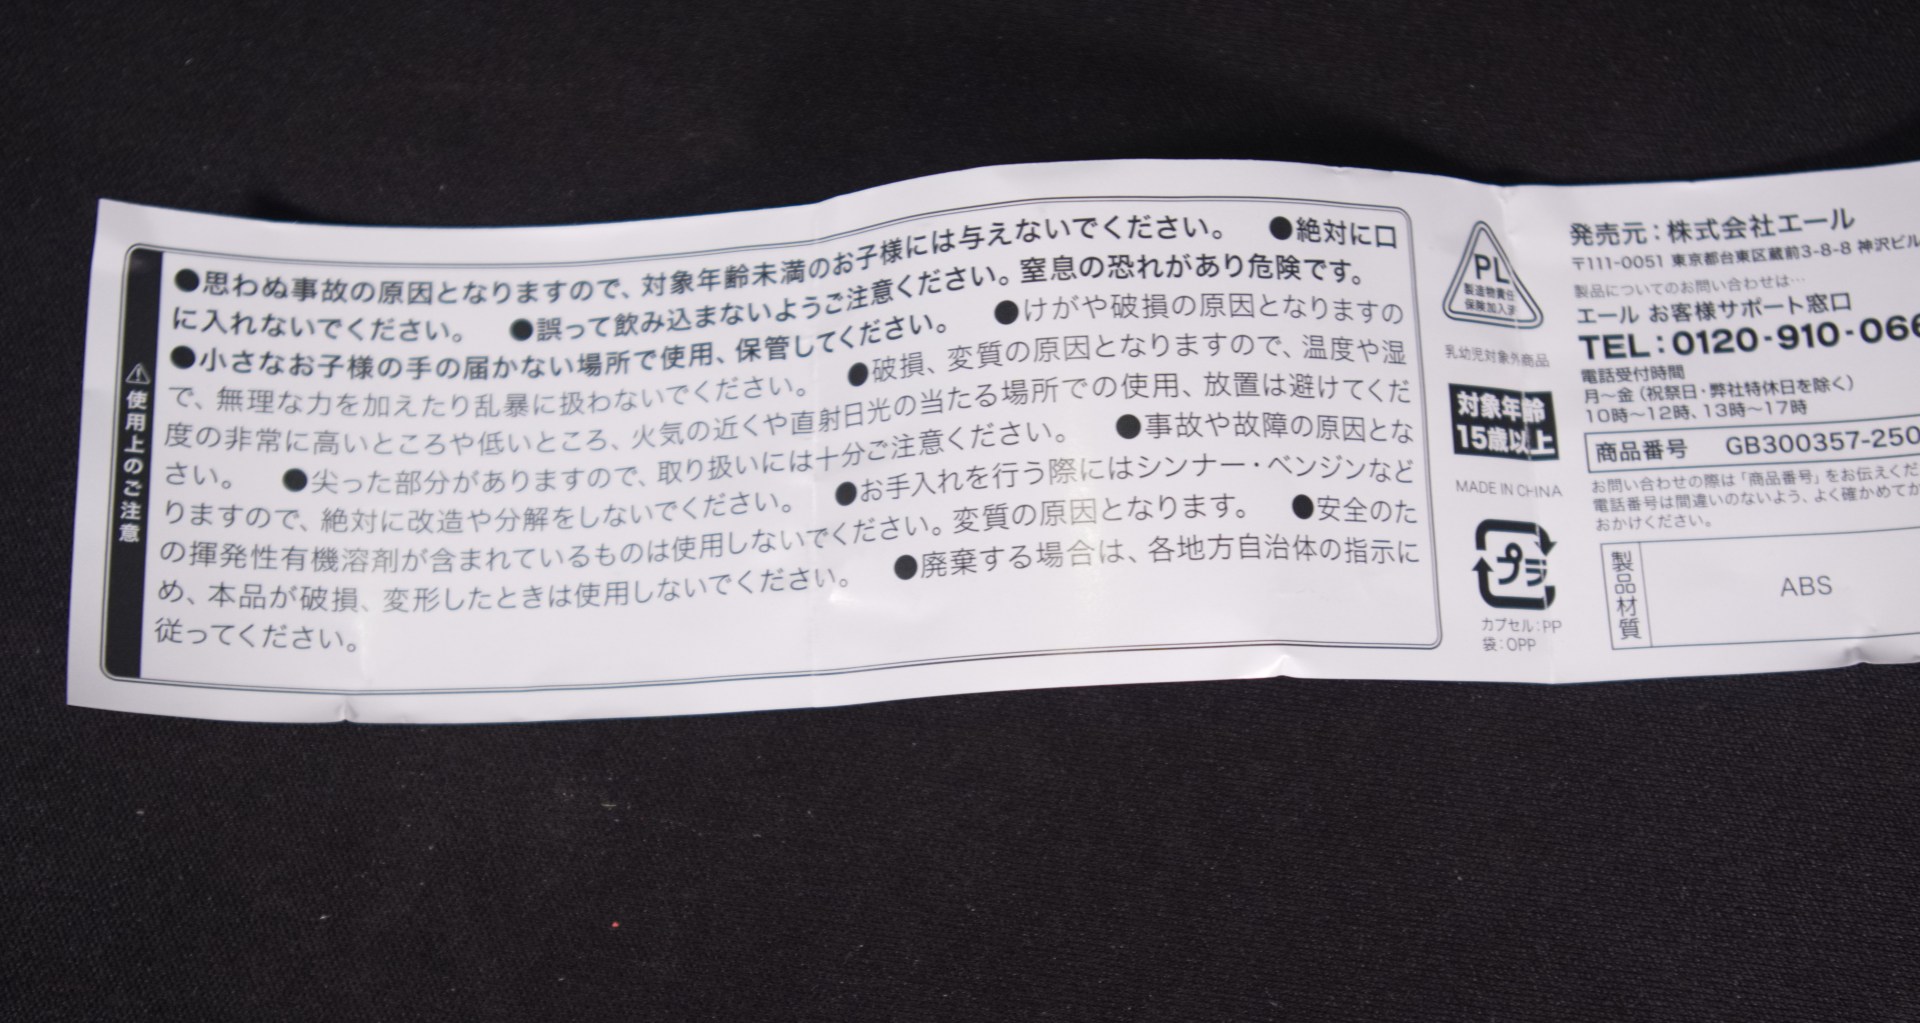 ⚠使用上のご注意
●思わぬ事故の原因となりますので、対象年齢未満のお子様には与えないでください。 ●絶対に口
に入れないでください。 ●誤って飲み込まないようご注意ください。窒息の恐れがあり危険です。
●小さなお子様の手の届かない場所で使用、保管してください。 ●けがや破損の原因となりますの
で、無理な力を加えたり乱暴に扱わないでください。 ●破損、変質の原因となりますので、温度や湿
度の非常に高いところや低いところ、火気の近くや直射日光の当たる場所での使用、放置は避けてくだ
さい。 ●尖った部分がありますので、取り扱いには十分ご注意ください。 ●事故や故障の原因とな
りますので、絶対に改造や分解をしないでください。 ●お手入れを行う際にはシンナー・ベンジンなど
の揮発性有機溶剤が含まれているものは使用しないでください。変質の原因となります。 ●安全のた
め、本品が破損、変形したときは使用しないでください。 ●廃棄する場合は、各地方自治体の指示に
従ってください。
PL
製造物責任
保険加入済
乳幼児対象外商品
対象年齢
15歳以上
MADE IN CHINA
プラ
カプセル:PP
袋:OPP
発売元:株式会社エール
〒111-0051 東京都台東区蔵前3-8-8 神沢ビル
製品についてのお問い合わせは…
エール お客様サポート窓口
TEL:0120-910-066
電話受付時間
月〜金(祝祭日・弊社特休日を除く)
10時〜12時、13時〜17時
商品番号 GB300357-250
お問い合わせの際は「商品番号」をお伝えくだ
電話番号は間違いのないよう、よく確かめてか
おかけください。
製品材質
ABS